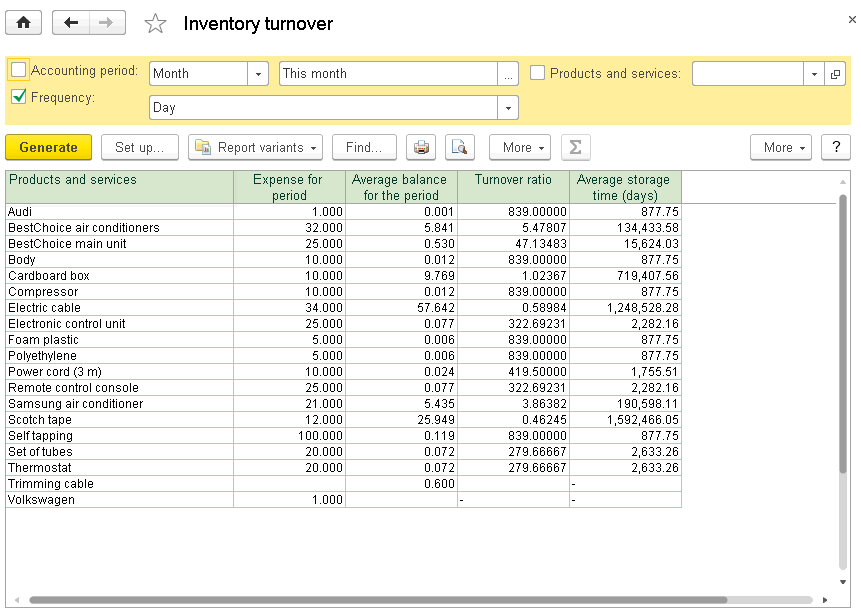 Inventory turnover
Accounting period: Month This month ... Products and services:
Frequency: Day
Generate Set up... Report variants Find... More Σ More ?
Products and services Expense for period Average balance for the period Turnover ratio Average storage time (days)
Audi 1.000 0.001 839.00000 877.75
BestChoice air conditioners 32.000 5.841 5.47807 134,433.58
BestChoice main unit 25.000 0.530 47.13483 15,624.03
Body 10.000 0.012 839.00000 877.75
Cardboard box 10.000 9.769 1.02367 719,407.56
Compressor 10.000 0.012 839.00000 877.75
Electric cable 34.000 57.642 0.58984 1,248,528.28
Electronic control unit 25.000 0.077 322.69231 2,282.16
Foam plastic 5.000 0.006 839.00000 877.75
Polyethylene 5.000 0.006 839.00000 877.75
Power cord (3 m) 10.000 0.024 419.50000 1,755.51
Remote control console 25.000 0.077 322.69231 2,282.16
Samsung air conditioner 21.000 5.435 3.86382 190,598.11
Scotch tape 12.000 25.949 0.46245 1,592,466.05
Self tapping 100.000 0.119 839.00000 877.75
Set of tubes 20.000 0.072 279.66667 2,633.26
Thermostat 20.000 0.072 279.66667 2,633.26
Trimming cable 0.600 -
Volkswagen 1.000 - -